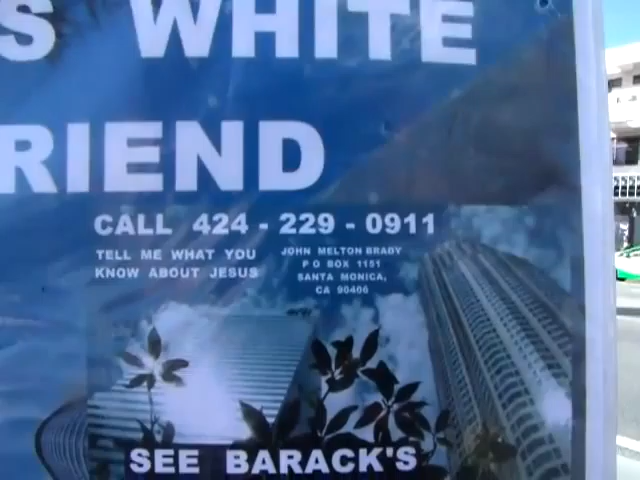 S WHITE
RIEND
CALL 424 - 229 - 0911
TELL ME WHAT YOU
KNOW ABOUT JESUS
JOHN MELTON BRADY
P O BOX 1151
SANTA MONICA,
CA 90406
SEE BARACK'S